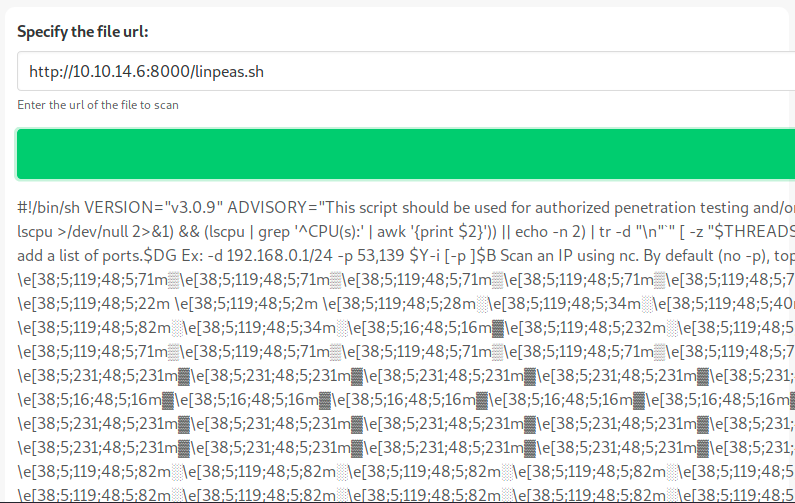 Specify the file url:
http://10.10.14.6:8000/linpeas.sh
Enter the url of the file to scan
#!/bin/sh VERSION="v3.0.9" ADVISORY="This script should be used for authorized penetration testing and/or
lscpu >/dev/null 2>&1) && (lscpu | grep '^CPU(s):' | awk '{print $2}')) || echo -n 2) | tr -d "\n"`" [ -z "$THREADS
add a list of ports.$DG Ex: -d 192.168.0.1/24 -p 53,139 $Y-i [-p ]$B Scan an IP using nc. By default (no -p), top
\e[38;5;119;48;5;71m▒\e[38;5;119;48;5;71m▒\e[38;5;119;48;5;71m▒\e[38;5;119;48;5;71m▒\e[38;5;119;48;5;7
\e[38;5;119;48;5;22m \e[38;5;119;48;5;2m \e[38;5;119;48;5;28m░\e[38;5;119;48;5;34m░\e[38;5;119;48;5;40
\e[38;5;119;48;5;82m░\e[38;5;119;48;5;34m░\e[38;5;16;48;5;16m▓\e[38;5;119;48;5;232m░\e[38;5;119;48;5
\e[38;5;119;48;5;71m▒\e[38;5;119;48;5;71m▒\e[38;5;119;48;5;71m▒\e[38;5;119;48;5;71m▒\e[38;5;119;48;5;7
\e[38;5;231;48;5;231m▓\e[38;5;231;48;5;231m▓\e[38;5;231;48;5;231m▓\e[38;5;231;48;5;231m▓\e[38;5;231;
\e[38;5;16;48;5;16m▓\e[38;5;16;48;5;16m▓\e[38;5;16;48;5;16m▓\e[38;5;16;48;5;16m▓\e[38;5;16;48;5;16m▓
\e[38;5;231;48;5;231m▓\e[38;5;231;48;5;231m▓\e[38;5;231;48;5;231m▓\e[38;5;231;48;5;231m▓\e[38;5;231;
\e[38;5;231;48;5;231m▓\e[38;5;231;48;5;231m▓\e[38;5;231;48;5;231m▓\e[38;5;231;48;5;231m▓\e[38;5;231;
\e[38;5;119;48;5;82m░\e[38;5;119;48;5;82m░\e[38;5;119;48;5;82m░\e[38;5;119;48;5;82m░\e[38;5;119;48;5
\e[38;5;119;48;5;82m░\e[38;5;119;48;5;82m░\e[38;5;119;48;5;82m░\e[38;5;119;48;5;82m░\e[38;5;119;48;5